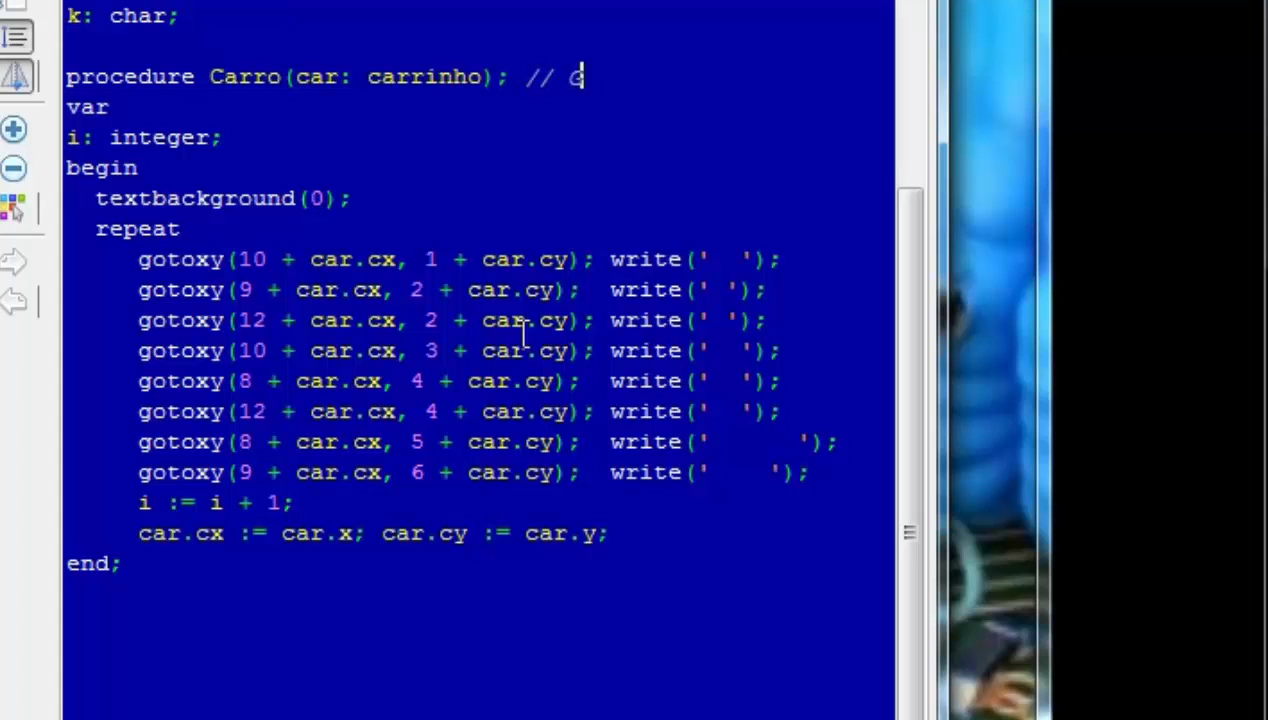 k: char;
procedure Carro(car: carrinho); // G
var
i: integer;
begin
  textbackground(0);
  repeat
     gotoxy(10 + car.cx, 1 + car.cy); write('  ');
     gotoxy(9 + car.cx, 2 + car.cy);  write(' ');
     gotoxy(12 + car.cx, 2 + car.cy); write(' ');
     gotoxy(10 + car.cx, 3 + car.cy); write('  ');
     gotoxy(8 + car.cx, 4 + car.cy);  write('  ');
     gotoxy(12 + car.cx, 4 + car.cy); write('  ');
     gotoxy(8 + car.cx, 5 + car.cy);  write('      ');
     gotoxy(9 + car.cx, 6 + car.cy);  write('    ');
     i := i + 1;
     car.cx := car.x; car.cy := car.y;
end;